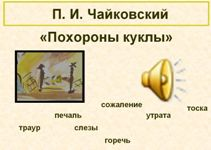 П. И. Чайковский
«Похороны куклы»
сожаление
тоска
печаль
утрата
траур
слезы
горечь